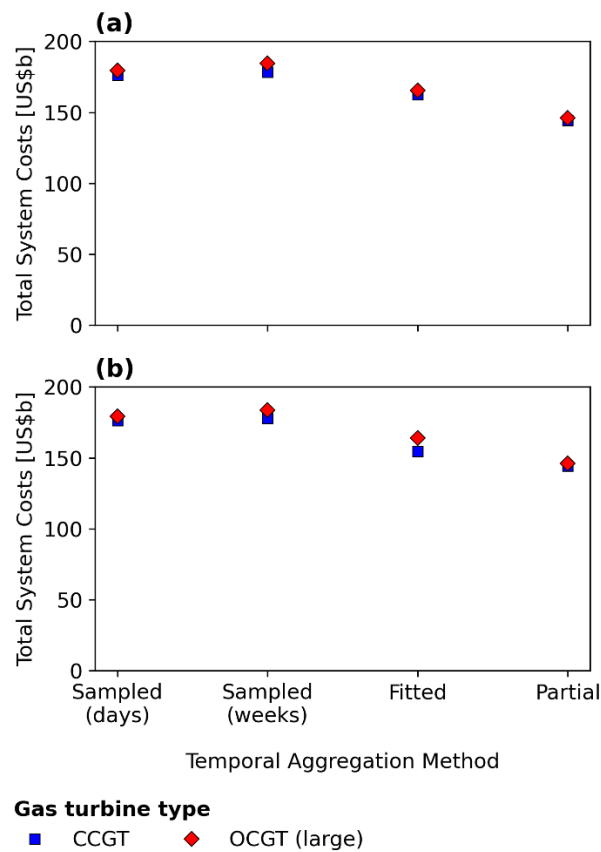 (a)
200
150
100
50
0
Total System Costs [US$b]
(b)
200
150
100
50
0
Total System Costs [US$b]
Sampled (days)
Sampled (weeks)
Fitted
Partial
Temporal Aggregation Method
Gas turbine type
CCGT
OCGT (large)